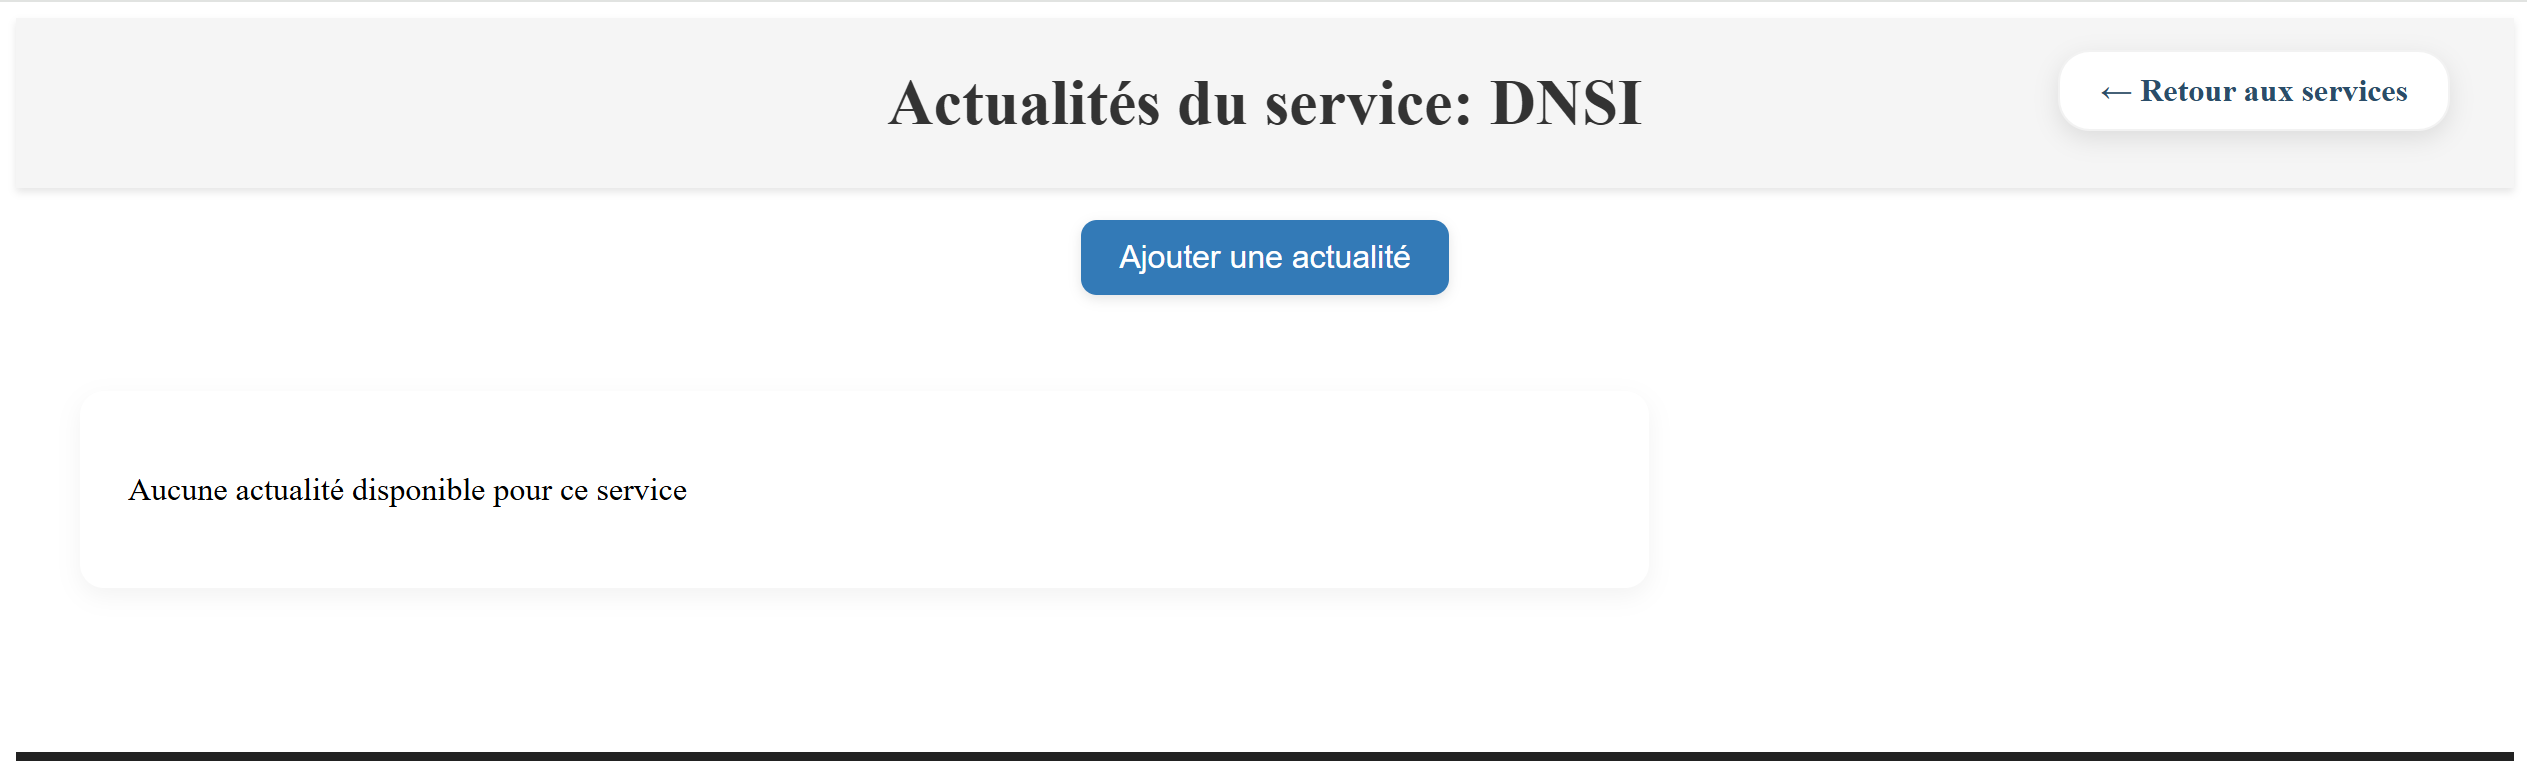 Actualités du service: DNSI
← Retour aux services
Ajouter une actualité
Aucune actualité disponible pour ce service